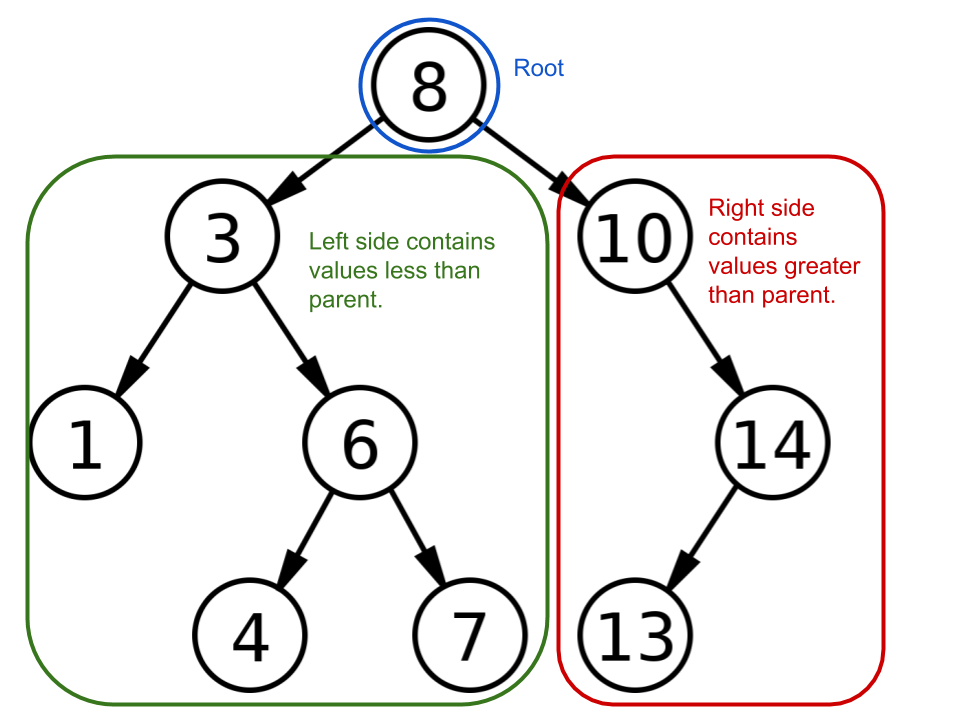 8
Root
3
10
Left side contains
values less than
parent.
Right side
contains
values greater
than parent.
1
6
14
4
7
13